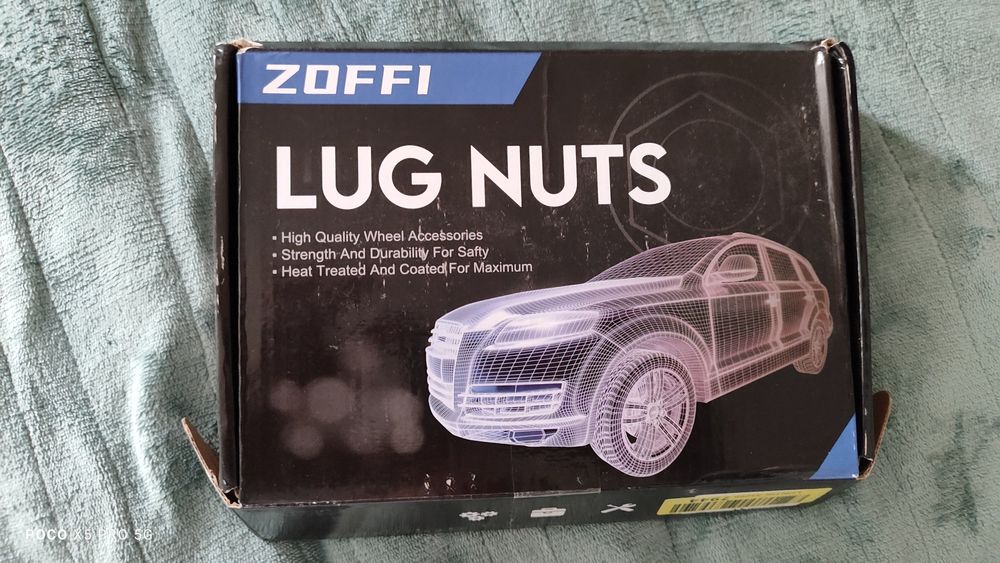 ZOFFI
LUG NUTS
▪ High Quality Wheel Accessories
▪ Strength And Durability For Safty
▪ Heat Treated And Coated For Maximum
POCO X5 PRO 5G